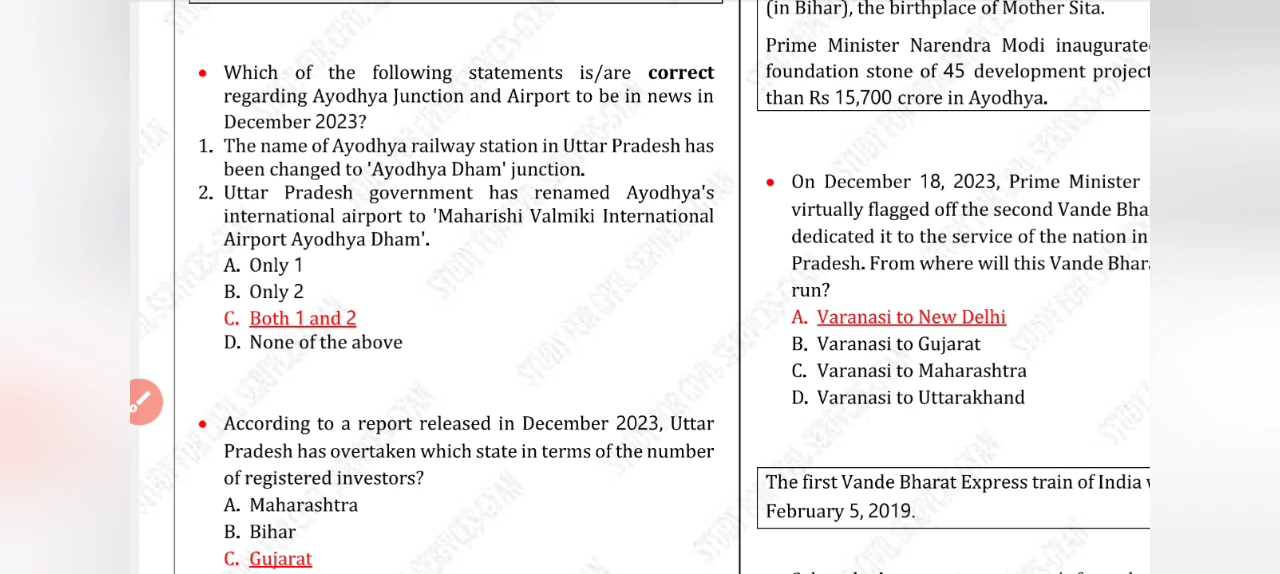 • Which of the following statements is/are correct
regarding Ayodhya Junction and Airport to be in news in
December 2023?
1. The name of Ayodhya railway station in Uttar Pradesh has
been changed to 'Ayodhya Dham' junction.
2. Uttar Pradesh government has renamed Ayodhya's
international airport to 'Maharishi Valmiki International
Airport Ayodhya Dham'.
A. Only 1
B. Only 2
C. Both 1 and 2
D. None of the above
• According to a report released in December 2023, Uttar
Pradesh has overtaken which state in terms of the number
of registered investors?
A. Maharashtra
B. Bihar
C. Gujarat
(in Bihar), the birthplace of Mother Sita.
Prime Minister Narendra Modi inaugurate
foundation stone of 45 development project
than Rs 15,700 crore in Ayodhya.
• On December 18, 2023, Prime Minister
virtually flagged off the second Vande Bha
dedicated it to the service of the nation in
Pradesh. From where will this Vande Bhar
run?
A. Varanasi to New Delhi
B. Varanasi to Gujarat
C. Varanasi to Maharashtra
D. Varanasi to Uttarakhand
The first Vande Bharat Express train of India
February 5, 2019.